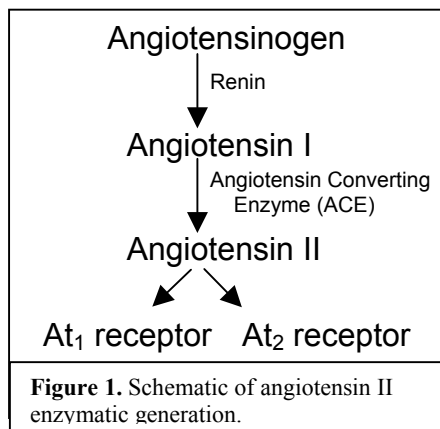 Angiotensinogen
Renin
Angiotensin I
Angiotensin Converting
Enzyme (ACE)
Angiotensin II
At₁ receptor At₂ receptor
Figure 1. Schematic of angiotensin II
enzymatic generation.